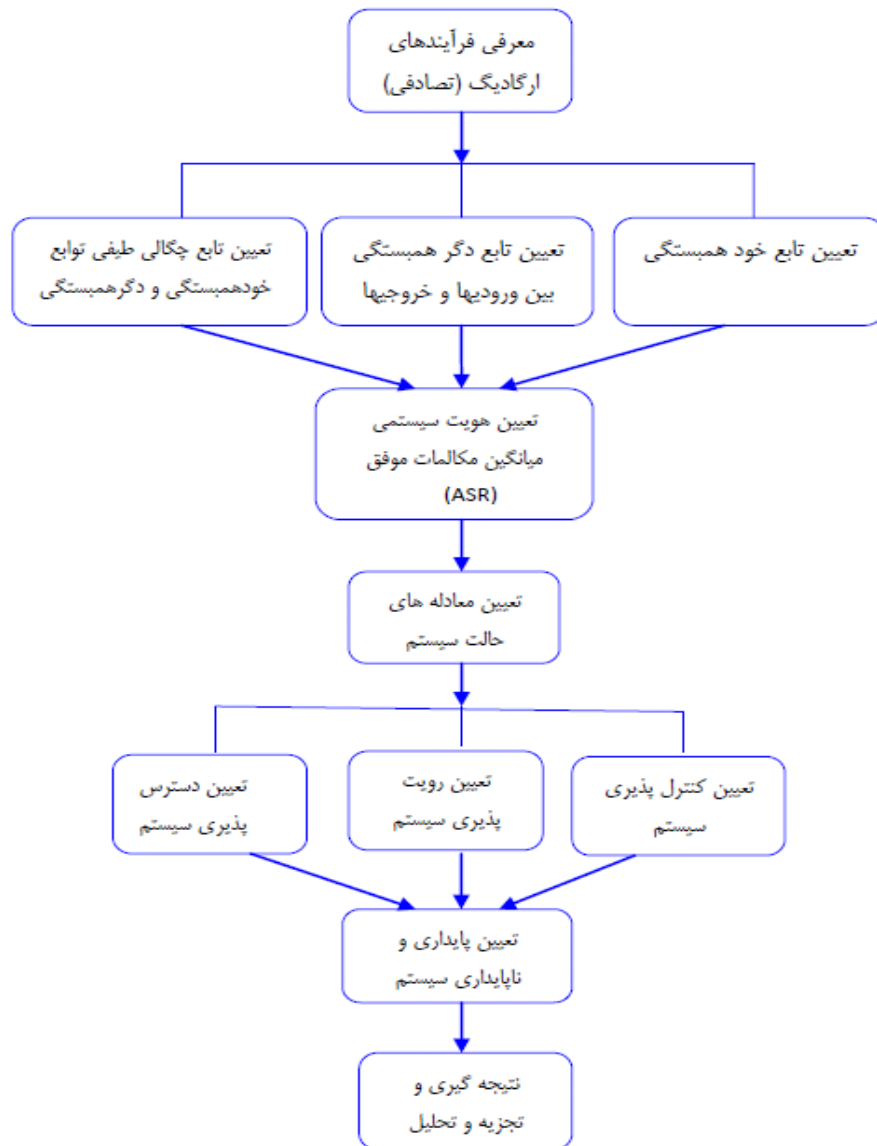 معرفی فرآیندهای
ارگادیگ (تصادفی)
تعیین تابع خود همبستگی
تعیین تابع دگر همبستگی
بین ورودیها و خروجیها
تعیین تابع چگالی طیفی توابع
خودهمبستگی و دگرهمبستگی
تعیین هویت سیستمی
میانگین مکالمات موفق
(ASR)
تعیین معادله های
حالت سیستم
تعیین کنترل پذیری
سیستم
تعیین رویت
پذیری سیستم
تعیین دسترس
پذیری سیستم
تعیین پایداری و
ناپایداری سیستم
نتیجه گیری و
تجزیه و تحلیل